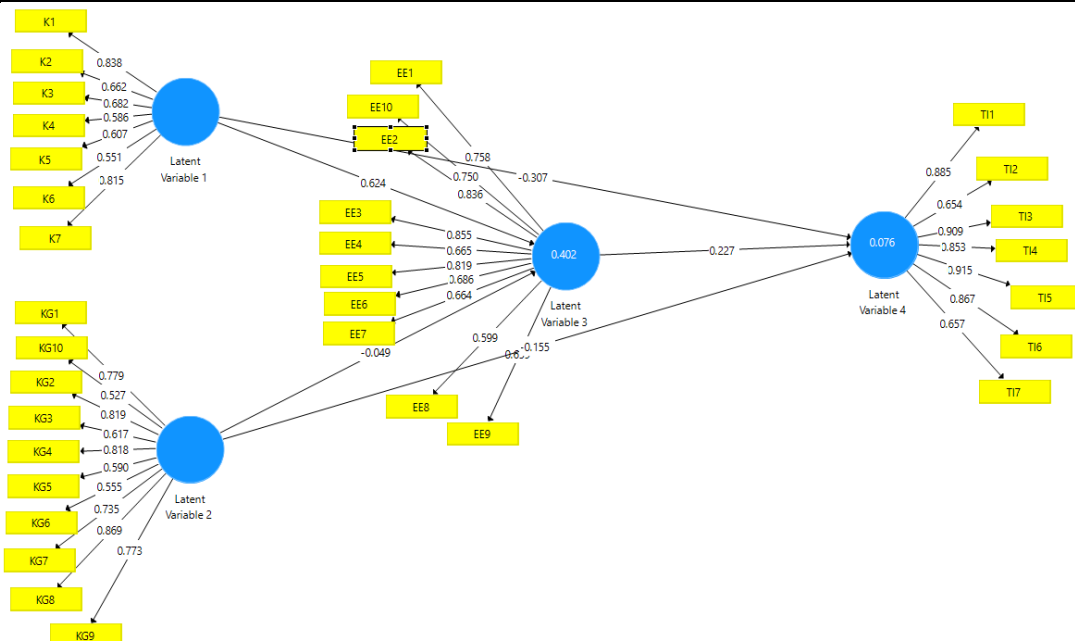 K1
K2
K3
K4
K5
K6
K7
0.838
0.662
0.682
0.586
0.607
0.551
0.815
Latent
Variable 1
KG1
KG10
KG2
KG3
KG4
KG5
KG6
KG7
KG8
KG9
0.779
0.527
0.819
0.617
0.818
0.590
0.555
0.735
0.869
0.773
Latent
Variable 2
EE1
EE10
EE2
EE3
EE4
EE5
EE6
EE7
EE8
EE9
0.758
0.750
0.836
0.855
0.665
0.819
0.686
0.664
0.599
0.402
Latent
Variable 3
0.624
-0.307
-0.049
-0.155
0.227
0.076
Latent
Variable 4
TI1
TI2
TI3
TI4
TI5
TI6
TI7
0.885
0.654
0.909
0.853
0.915
0.867
0.657